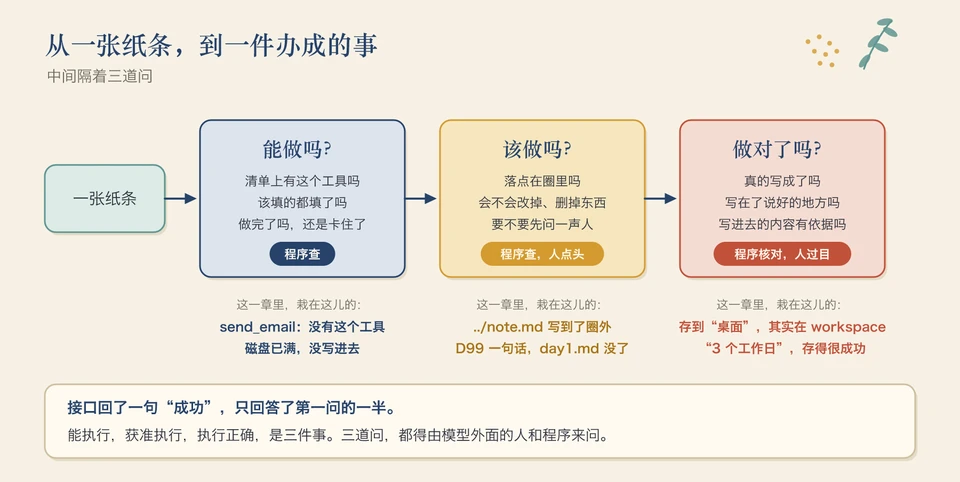 从一张纸条，到一件办成的事
中间隔着三道问
一张纸条
能做吗?
清单上有这个工具吗
该填的都填了吗
做完了吗，还是卡住了
程序查
这一章里，栽在这儿的：
send_email：没有这个工具
磁盘已满，没写进去
该做吗?
落点在圈里吗
会不会改掉、删掉东西
要不要先问一声人
程序查，人点头
这一章里，栽在这儿的：
../note.md 写到了圈外
D99 一句话，day1.md 没了
做对了吗?
真的写成了吗
写在了说好的地方吗
写进去的内容有依据吗
程序核对，人过目
这一章里，栽在这儿的：
存到“桌面”，其实在 workspace
“3 个工作日”，存得很成功
接口回了一句“成功”，只回答了第一问的一半。
能执行，获准执行，执行正确，是三件事。三道问，都得由模型外面的人和程序来问。